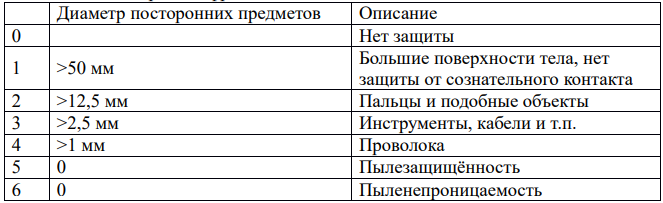 Диаметр посторонних предметов Описание
0 Нет защиты
1 >50 мм Большие поверхности тела, нет
защиты от сознательного контакта
2 >12,5 мм Пальцы и подобные объекты
3 >2,5 мм Инструменты, кабели и т.п.
4 >1 мм Проволока
5 0 Пылезащищённость
6 0 Пыленепроницаемость